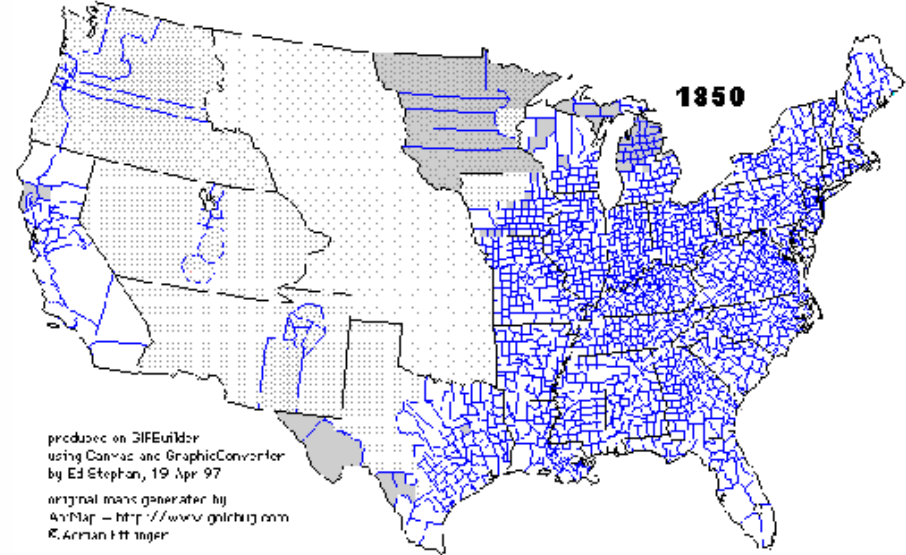 1850
produced on GIFBuilder
using Canvas and GraphicConverter
by Ed Stephan, 19 Apr 97
original maps generated by
AniMap – http://www.goldbug.com
© Adrian Ettlinger